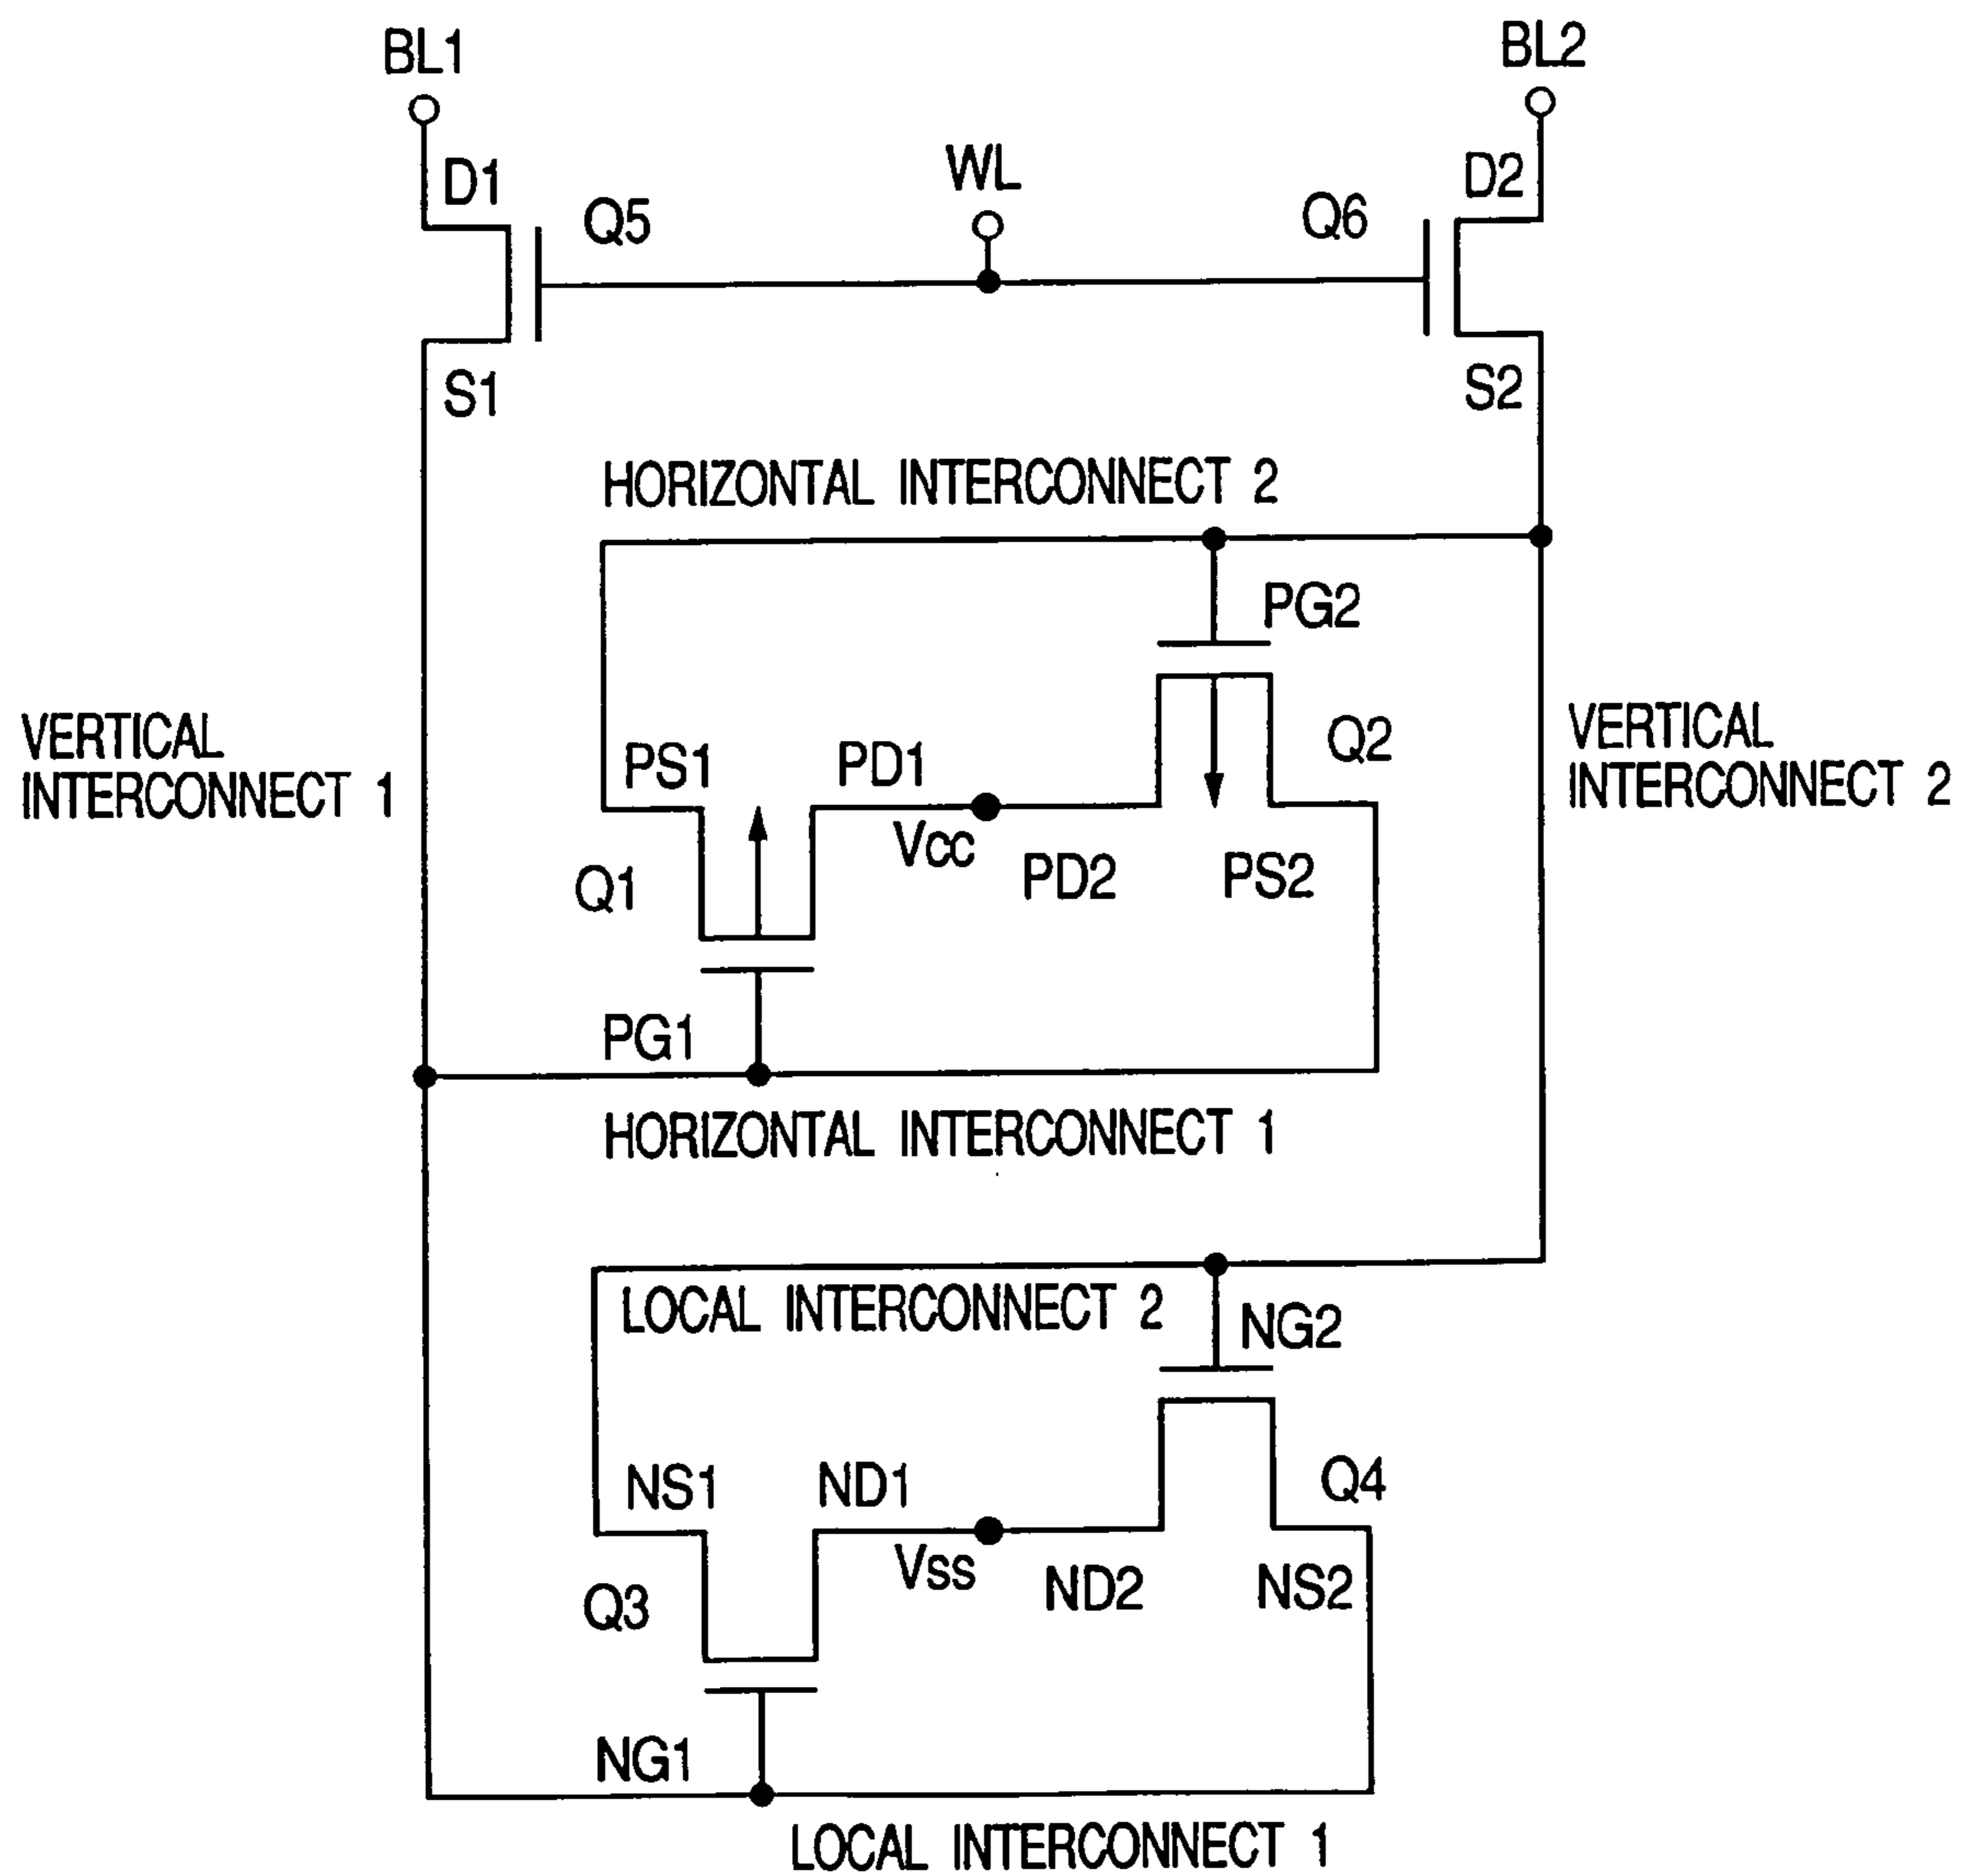 BL1
BL2
D1
WL
D2
Q5
Q6
S1
S2
HORIZONTAL INTERCONNECT 2
PG2
VERTICAL
INTERCONNECT 1
PS1
PD1
Q2
VERTICAL
INTERCONNECT 2
Vcc
Q1
PD2
PS2
PG1
HORIZONTAL INTERCONNECT 1
LOCAL INTERCONNECT 2
NG2
NS1
ND1
Q4
Vss
Q3
ND2
NS2
NG1
LOCAL INTERCONNECT 1